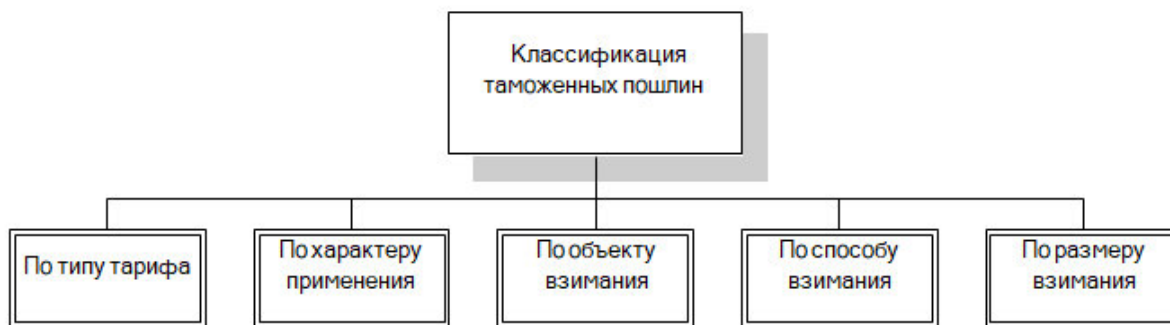 Классификация
таможенных пошлин
По типу тарифа
По характеру
применения
По объекту
взимания
По способу
взимания
По размеру
взимания